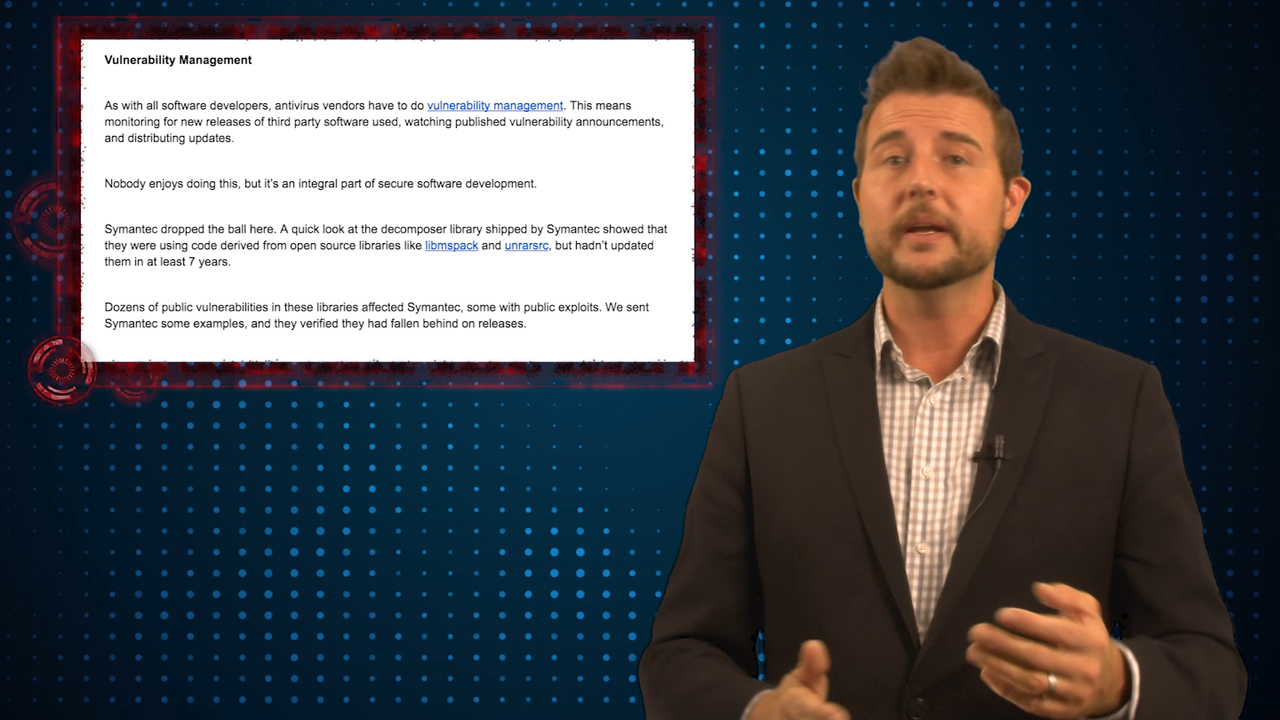 Vulnerability Management
As with all software developers, antivirus vendors have to do vulnerability management. This means
monitoring for new releases of third party software used, watching published vulnerability announcements,
and distributing updates.
Nobody enjoys doing this, but it’s an integral part of secure software development.
Symantec dropped the ball here. A quick look at the decomposer library shipped by Symantec showed that
they were using code derived from open source libraries like libmspack and unrarsrc, but hadn’t updated
them in at least 7 years.
Dozens of public vulnerabilities in these libraries affected Symantec, some with public exploits. We sent
Symantec some examples, and they verified they had fallen behind on releases.